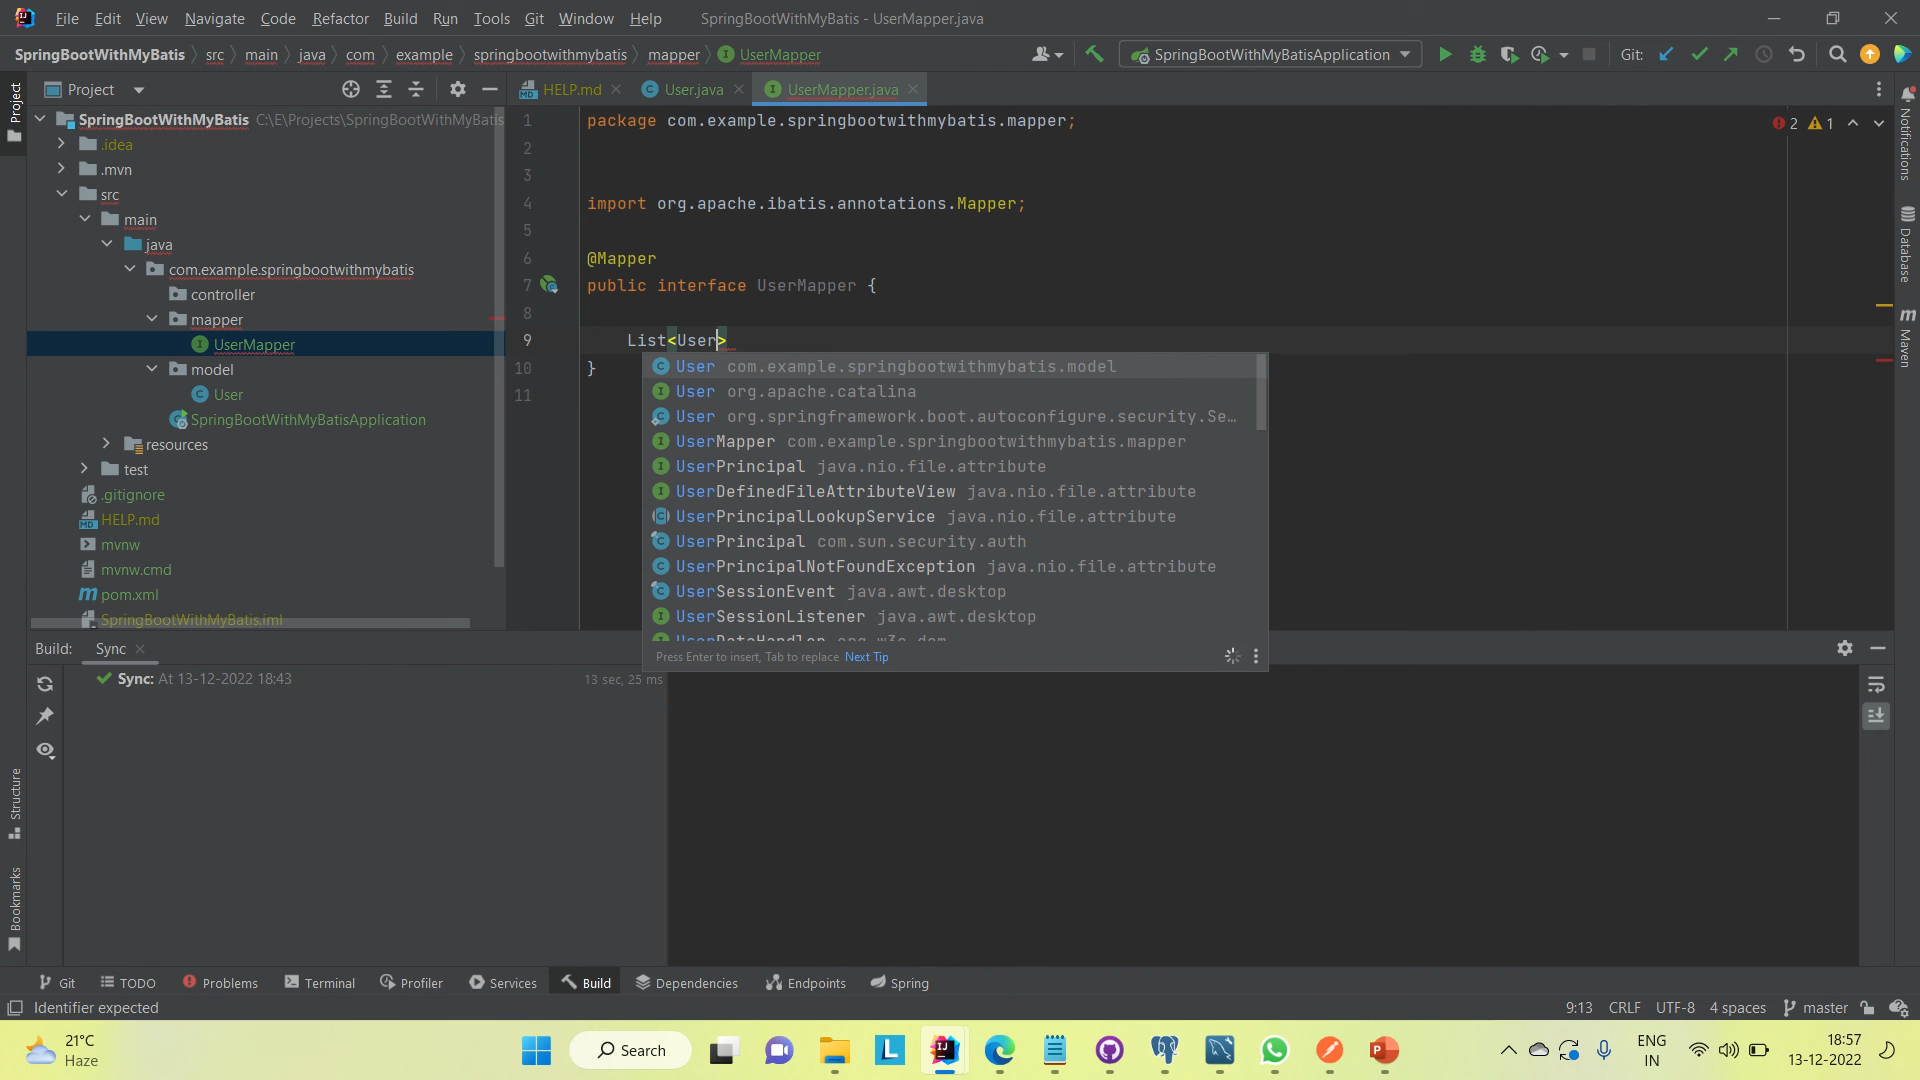 File Edit View Navigate Code Refactor Build Run Tools Git Window Help SpringBootWithMyBatis - UserMapper.java
SpringBootWithMyBatis src main java com example springbootwithmybatis mapper UserMapper SpringBootWithMyBatisApplication Git:
Project
Project
SpringBootWithMyBatis C:\E\Projects\SpringBootWithMyBatis
.idea
.mvn
src
main
java
com.example.springbootwithmybatis
controller
mapper
UserMapper
model
User
SpringBootWithMyBatisApplication
resources
test
.gitignore
HELP.md
mvnw
mvnw.cmd
pom.xml
SpringBootWithMyBatis.iml
HELP.md User.java UserMapper.java
2 1
1 package com.example.springbootwithmybatis.mapper;
2
3
4 import org.apache.ibatis.annotations.Mapper;
5
6 @Mapper
7 public interface UserMapper {
8
9 List<User>
10 }
11
User com.example.springbootwithmybatis.model
User org.apache.catalina
User org.springframework.boot.autoconfigure.security.Se...
UserMapper com.example.springbootwithmybatis.mapper
UserPrincipal java.nio.file.attribute
UserDefinedFileAttributeView java.nio.file.attribute
UserPrincipalLookupService java.nio.file.attribute
UserPrincipal com.sun.security.auth
UserPrincipalNotFoundException java.nio.file.attribute
UserSessionEvent java.awt.desktop
UserSessionListener java.awt.desktop
UserDataHandler org.w3c.dom
Press Enter to insert, Tab to replace Next Tip
Notifications
Database
Maven
Build: Sync
Sync: At 13-12-2022 18:43 13 sec, 25 ms
Structure
Bookmarks
Git TODO Problems Terminal Profiler Services Build Dependencies Endpoints Spring
Identifier expected 9:13 CRLF UTF-8 4 spaces master
21°C
Haze
Search
ENG
IN
18:57
13-12-2022